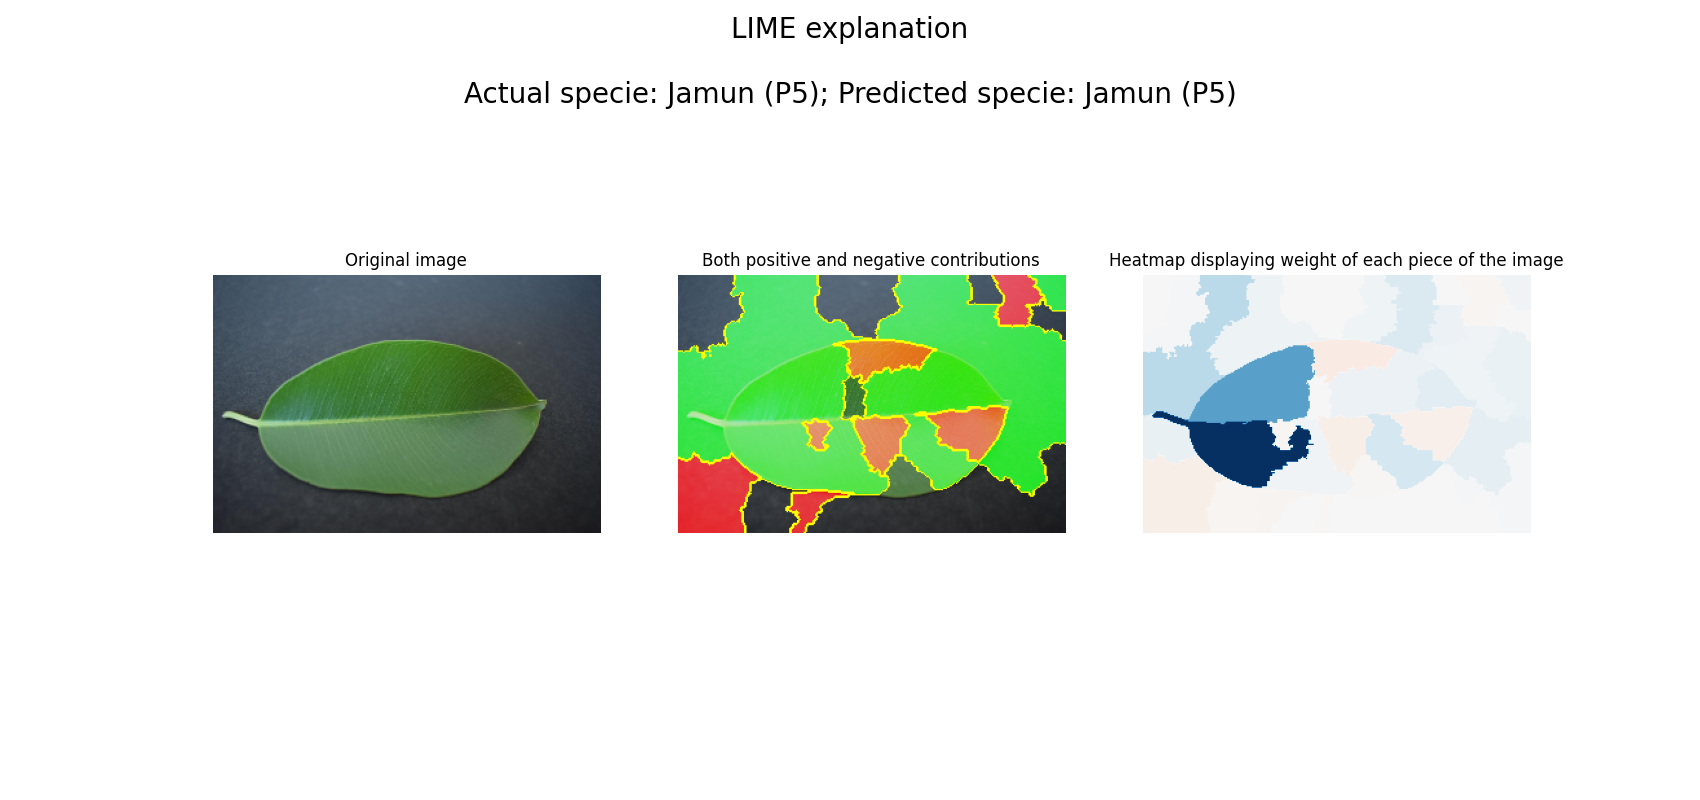 LIME explanation
Actual specie: Jamun (P5); Predicted specie: Jamun (P5)
Original image
Both positive and negative contributions
Heatmap displaying weight of each piece of the image